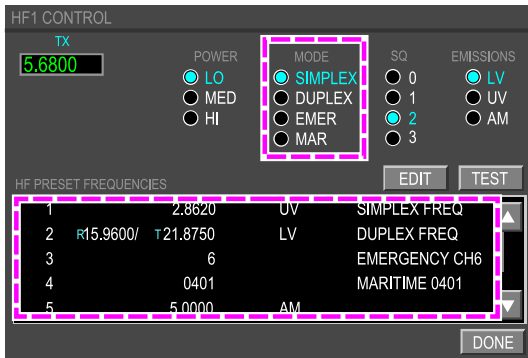 HF1 CONTROL
TX
5.6800
POWER
LO
MED
HI
MODE
SIMPLEX
DUPLEX
EMER
MAR
SQ
0
1
2
3
EMISSIONS
LV
UV
AM
EDIT TEST
HF PRESET FREQUENCIES
1 2.8620 UV SIMPLEX FREQ
2 R15.9600/ T21.8750 LV DUPLEX FREQ
3 6 EMERGENCY CH6
4 0401 MARITIME 0401
5 5.0000 AM
DONE